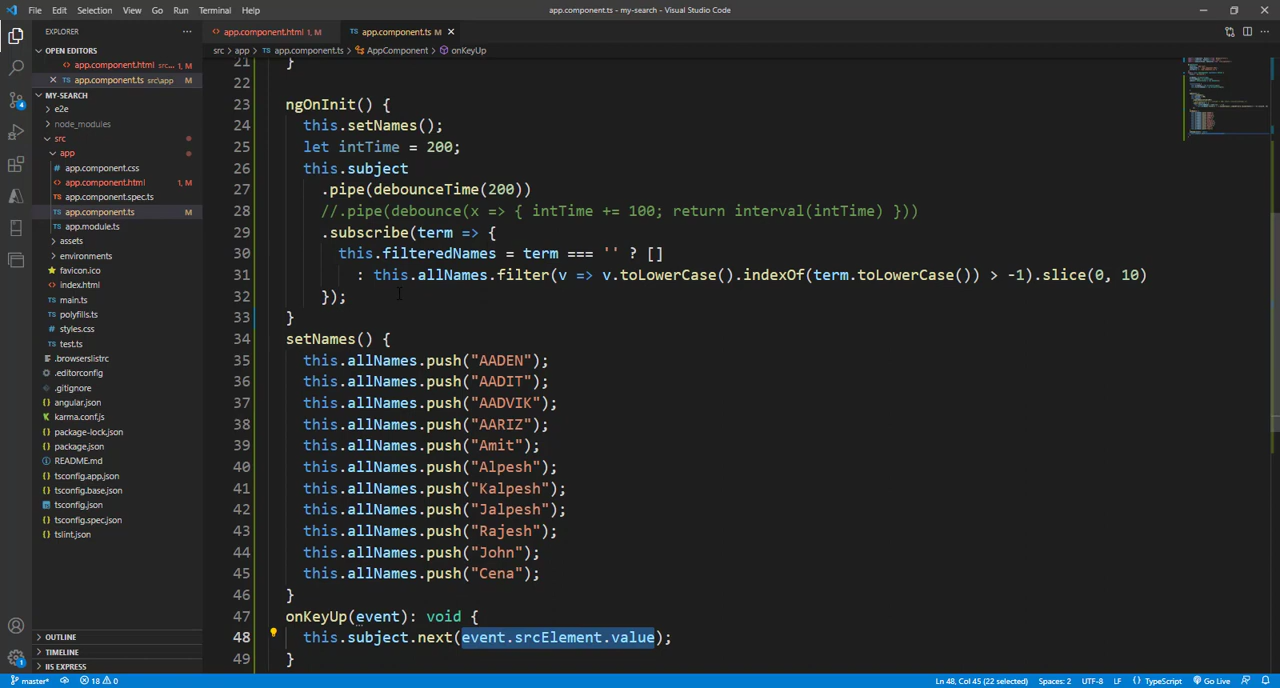 File Edit Selection View Go Run Terminal Help
app.component.ts - my-search - Visual Studio Code
EXPLORER
OPEN EDITORS
app.component.html src... 1, M
app.component.ts src\app M
MY-SEARCH
e2e
node_modules
src
app
app.component.css
app.component.html 1, M
app.component.spec.ts
app.component.ts M
app.module.ts
assets
environments
favicon.ico
index.html
main.ts
polyfills.ts
styles.css
test.ts
.browserslistrc
.editorconfig
.gitignore
angular.json
karma.conf.js
package-lock.json
package.json
README.md
tsconfig.app.json
tsconfig.base.json
tsconfig.json
tsconfig.spec.json
tslint.json
OUTLINE
TIMELINE
IIS EXPRESS
app.component.html 1, M
app.component.ts M
src > app > app.component.ts > AppComponent > onKeyUp
21 }
22
23 ngOnInit() {
24 this.setNames();
25 let intTime = 200;
26 this.subject
27 .pipe(debounceTime(200))
28 //.pipe(debounce(x => { intTime += 100; return interval(intTime) }))
29 .subscribe(term => {
30 this.filteredNames = term === '' ? []
31 : this.allNames.filter(v => v.toLowerCase().indexOf(term.toLowerCase()) > -1).slice(0, 10)
32 });
33 }
34 setNames() {
35 this.allNames.push("AADEN");
36 this.allNames.push("AADIT");
37 this.allNames.push("AADVIK");
38 this.allNames.push("AARIZ");
39 this.allNames.push("Amit");
40 this.allNames.push("Alpesh");
41 this.allNames.push("Kalpesh");
42 this.allNames.push("Jalpesh");
43 this.allNames.push("Rajesh");
44 this.allNames.push("John");
45 this.allNames.push("Cena");
46 }
47 onKeyUp(event): void {
48 this.subject.next(event.srcElement.value);
49 }
master* 18 0
Ln 48, Col 45 (22 selected) Spaces: 2 UTF-8 LF TypeScript Go Live